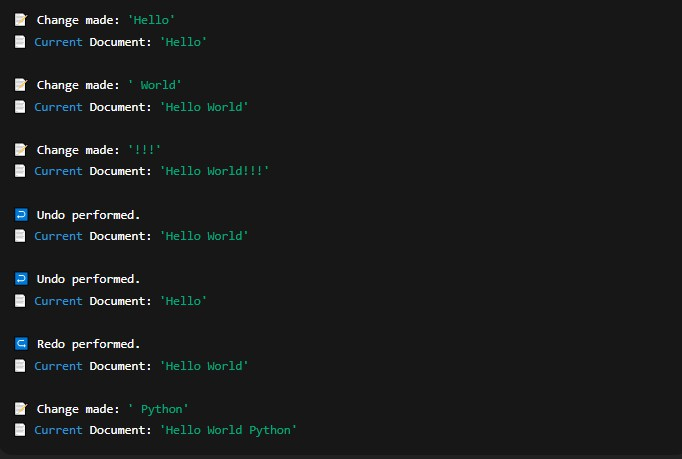 📝 Change made: 'Hello'
📄 Current Document: 'Hello'
📝 Change made: ' World'
📄 Current Document: 'Hello World'
📝 Change made: '!!!'
📄 Current Document: 'Hello World!!!'
↩️ Undo performed.
📄 Current Document: 'Hello World'
↩️ Undo performed.
📄 Current Document: 'Hello'
↪️ Redo performed.
📄 Current Document: 'Hello World'
📝 Change made: ' Python'
📄 Current Document: 'Hello World Python'